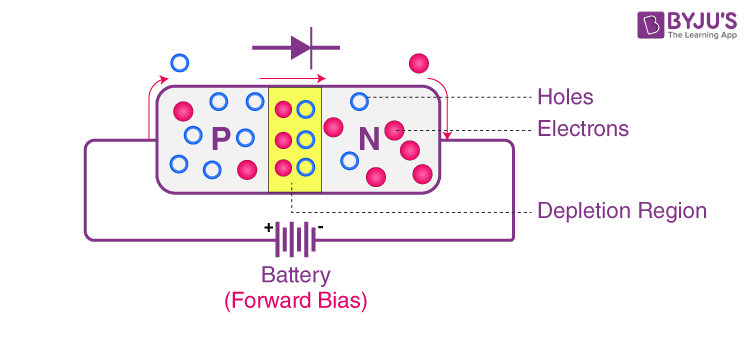 BYJU'S
The Learning App
Holes
P
N
Electrons
Depletion Region
+
-
Battery
(Forward Bias)